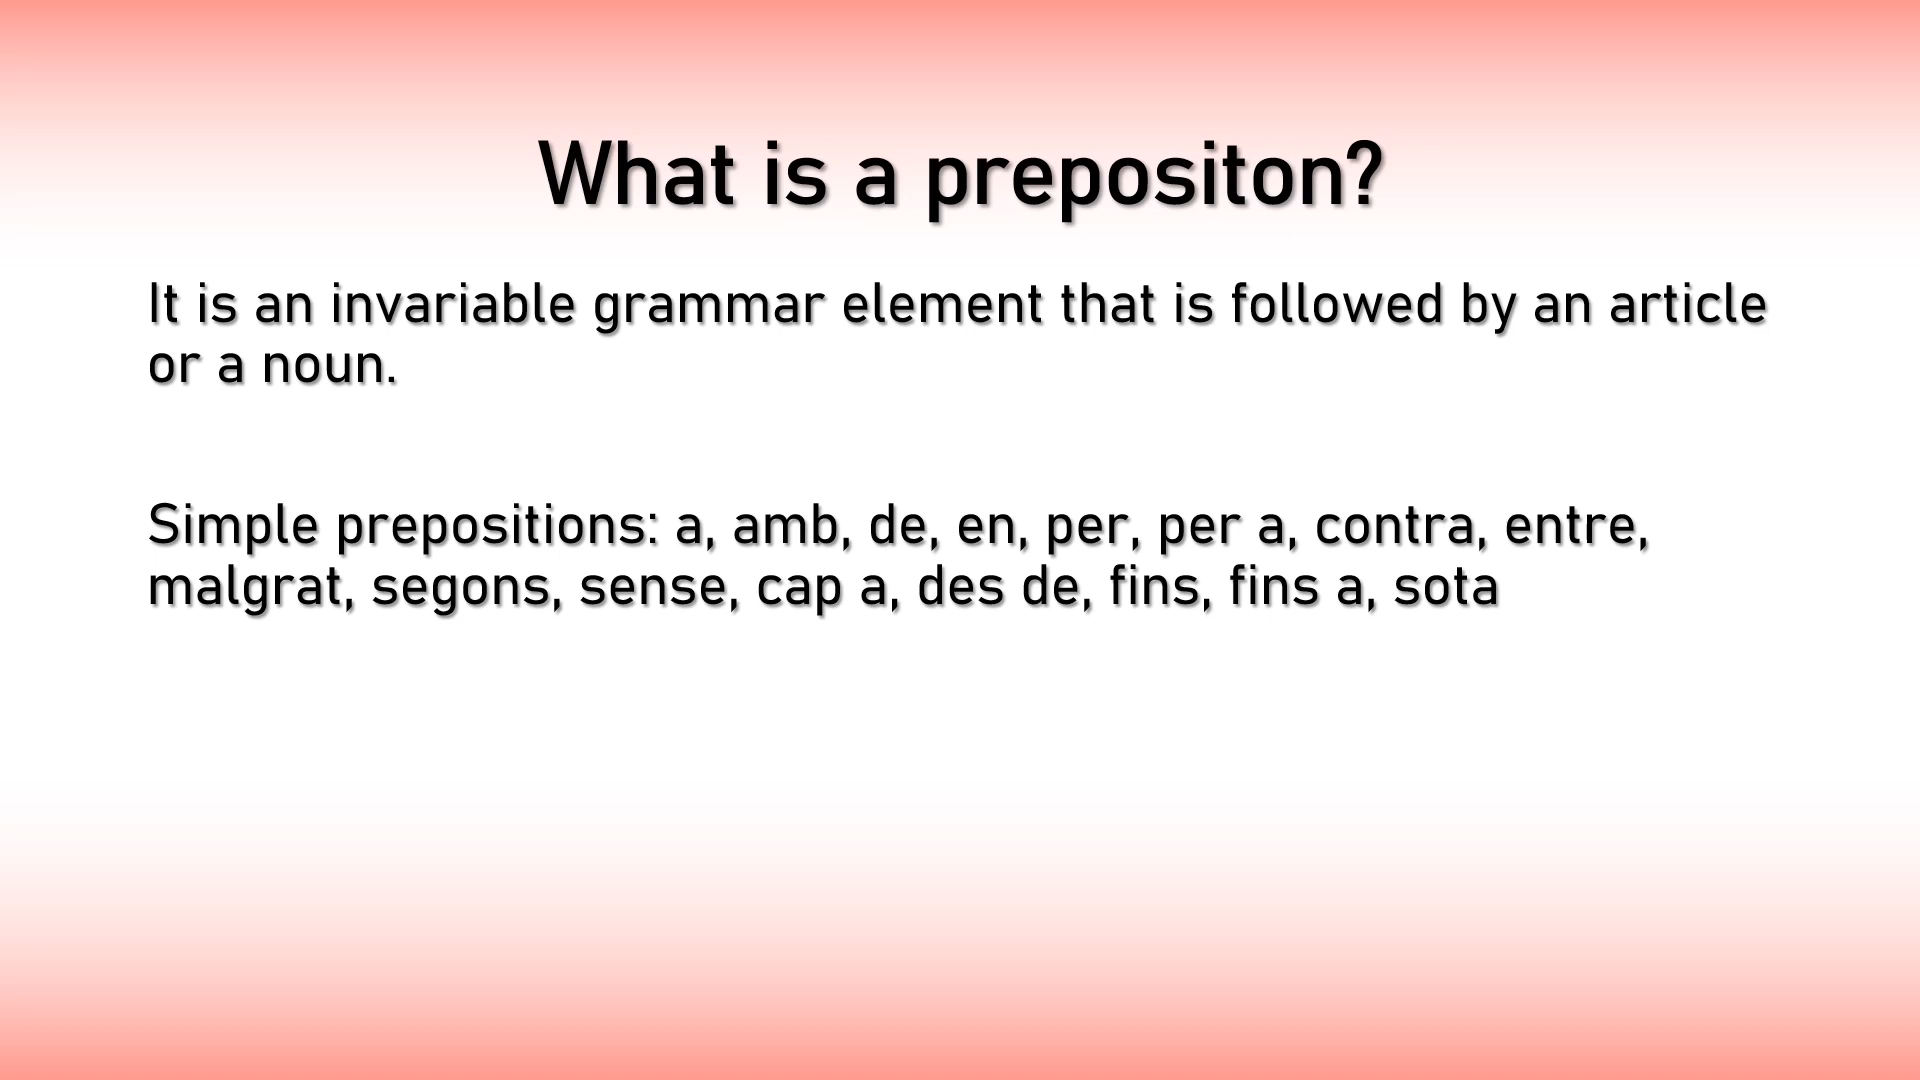 What is a prepositon?
It is an invariable grammar element that is followed by an article
or a noun.
Simple prepositions: a, amb, de, en, per, per a, contra, entre,
malgrat, segons, sense, cap a, des de, fins, fins a, sota